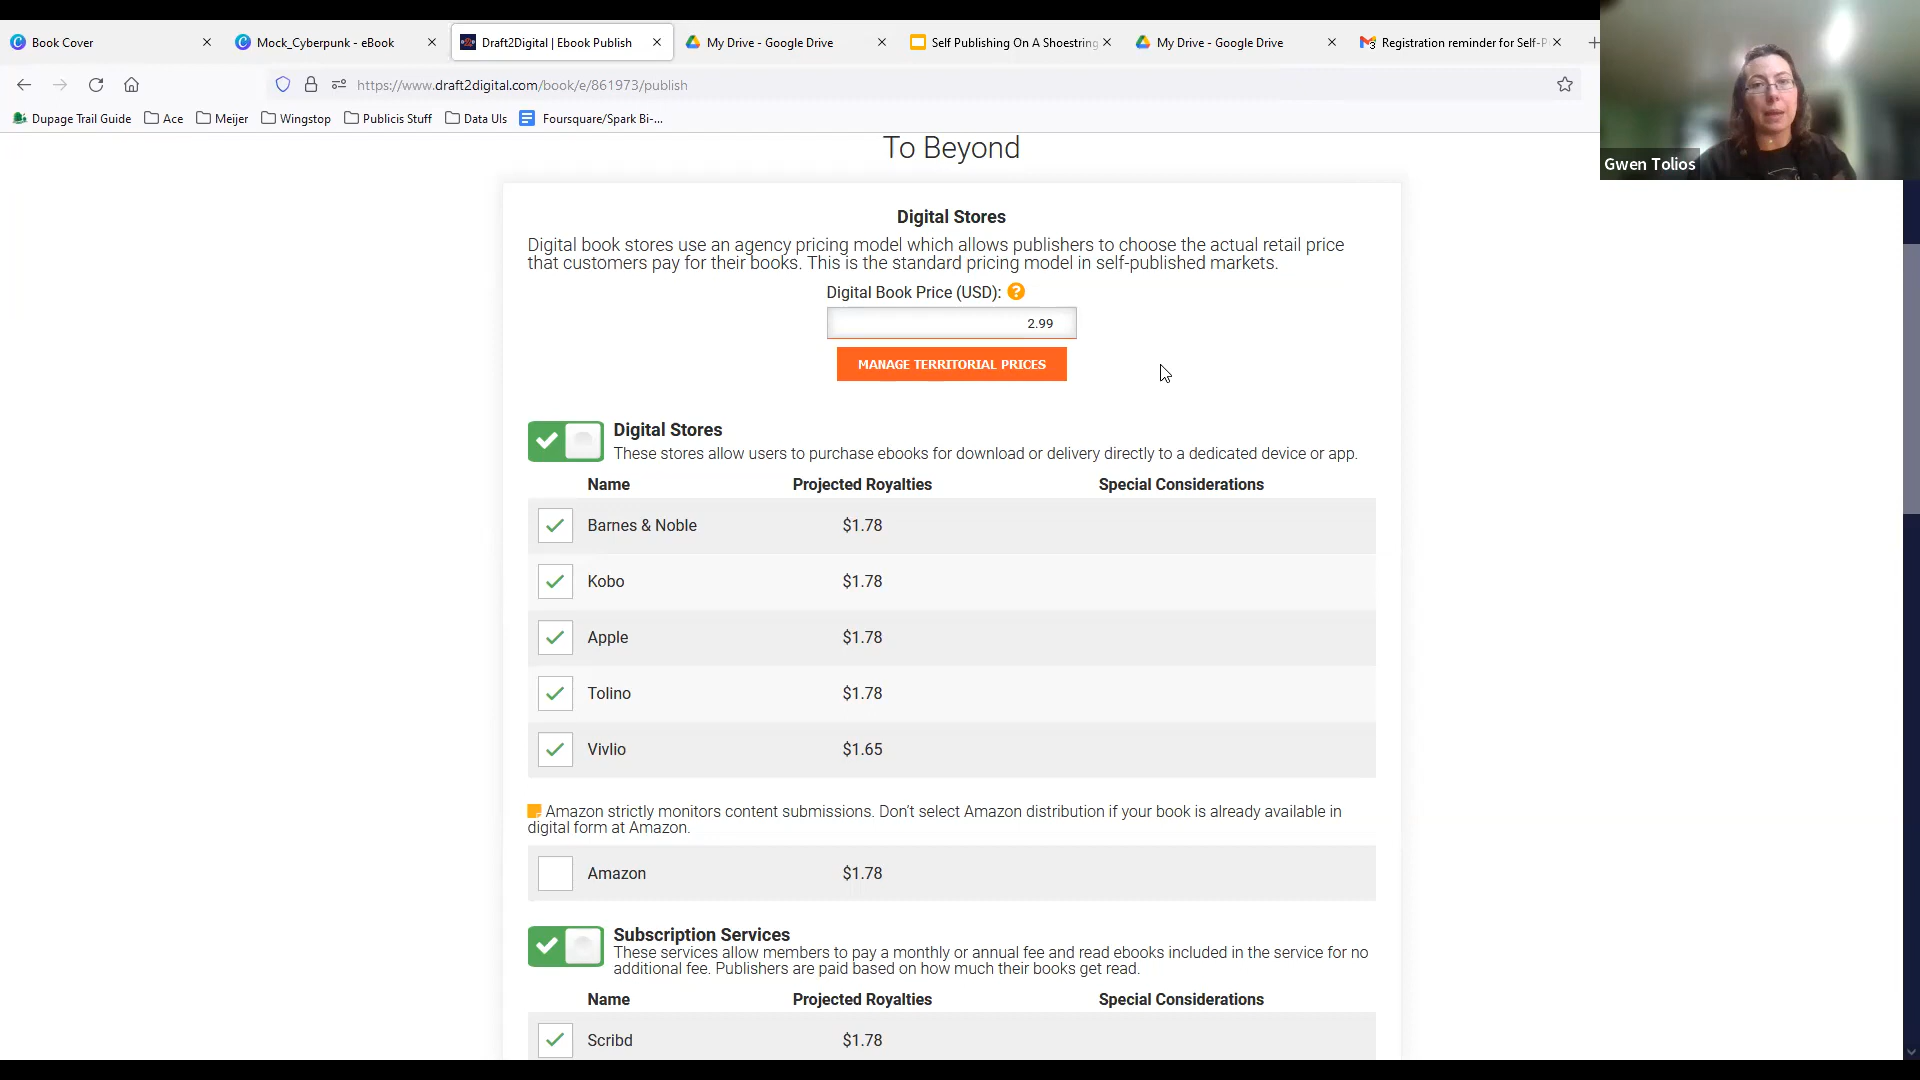 Book Cover
Mock_Cyberpunk - eBook
Draft2Digital | Ebook Publish
My Drive - Google Drive
Self Publishing On A Shoestring
My Drive - Google Drive
Registration reminder for Self-P
https://www.draft2digital.com/book/e/861973/publish
Dupage Trail Guide
Ace
Meijer
Wingstop
Publicis Stuff
Data UIs
Foursquare/Spark Bi-...
Gwen Tolios
To Beyond
Digital Stores
Digital book stores use an agency pricing model which allows publishers to choose the actual retail price
that customers pay for their books. This is the standard pricing model in self-published markets.
Digital Book Price (USD): ?
2.99
MANAGE TERRITORIAL PRICES
Digital Stores
These stores allow users to purchase ebooks for download or delivery directly to a dedicated device or app.
Name Projected Royalties Special Considerations
Barnes & Noble $1.78
Kobo $1.78
Apple $1.78
Tolino $1.78
Vivlio $1.65
Amazon strictly monitors content submissions. Don't select Amazon distribution if your book is already available in
digital form at Amazon.
Amazon $1.78
Subscription Services
These services allow members to pay a monthly or annual fee and read ebooks included in the service for no
additional fee. Publishers are paid based on how much their books get read.
Name Projected Royalties Special Considerations
Scribd $1.78